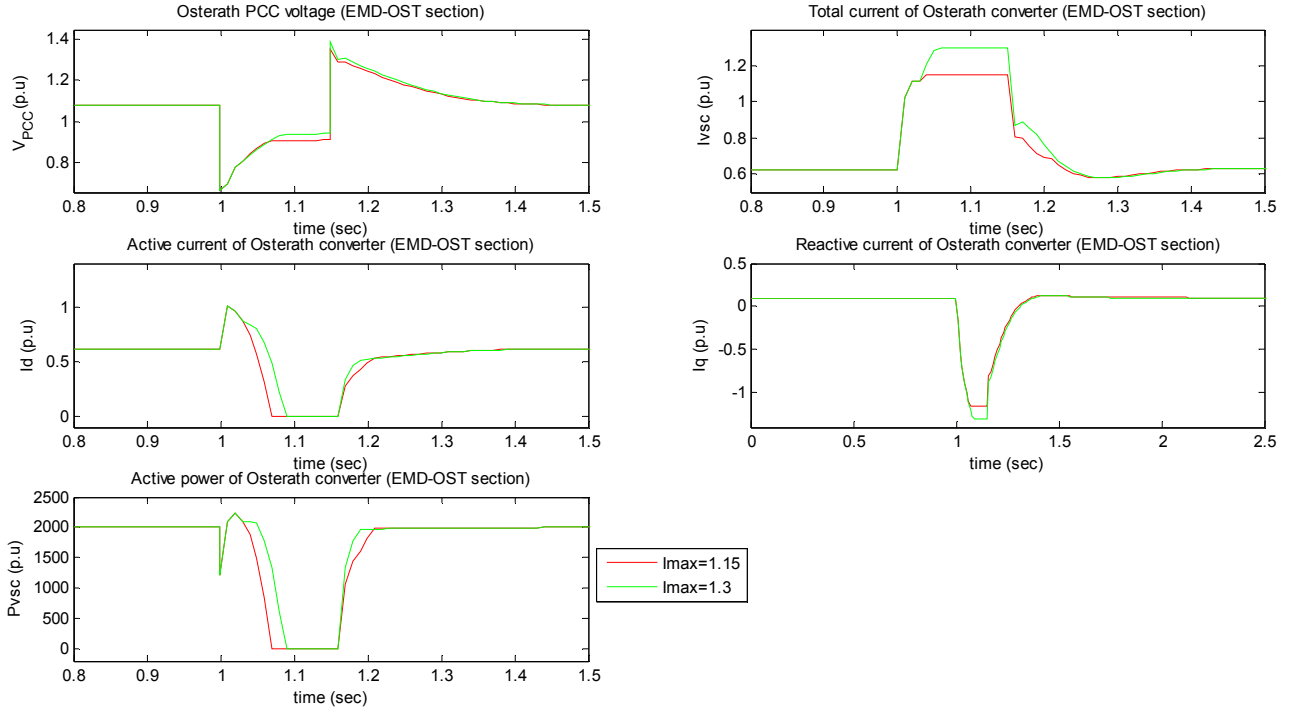 Osterath PCC voltage (EMD-OST section)
1.4
1.2
1
0.8
V_PCC (p.u)
0.8 0.9 1 1.1 1.2 1.3 1.4 1.5
time (sec)
Total current of Osterath converter (EMD-OST section)
1.2
1
0.8
0.6
Ivsc (p.u)
0.8 0.9 1 1.1 1.2 1.3 1.4 1.5
time (sec)
Active current of Osterath converter (EMD-OST section)
1
0.5
0
Id (p.u)
0.8 0.9 1 1.1 1.2 1.3 1.4 1.5
time (sec)
Reactive current of Osterath converter (EMD-OST section)
0.5
0
-0.5
-1
Iq (p.u)
0 0.5 1 1.5 2 2.5
time (sec)
Active power of Osterath converter (EMD-OST section)
2500
2000
1500
1000
500
0
Pvsc (p.u)
0.8 0.9 1 1.1 1.2 1.3 1.4 1.5
time (sec)
Imax=1.15
Imax=1.3